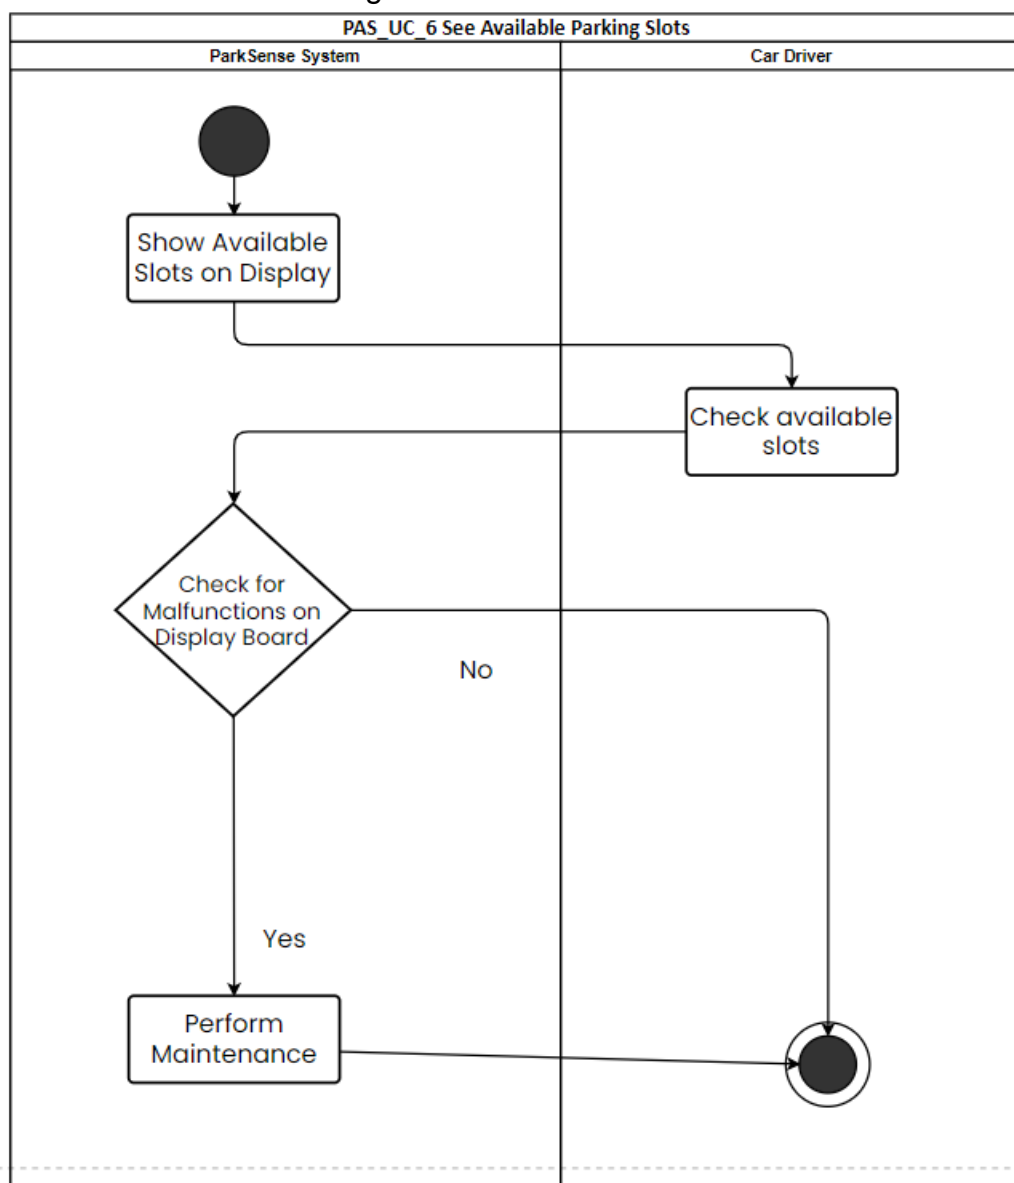 PAS_UC_6 See Available Parking Slots
ParkSense System
Car Driver
Show Available
Slots on Display
Check available
slots
Check for
Malfunctions on
Display Board
No
Yes
Perform
Maintenance